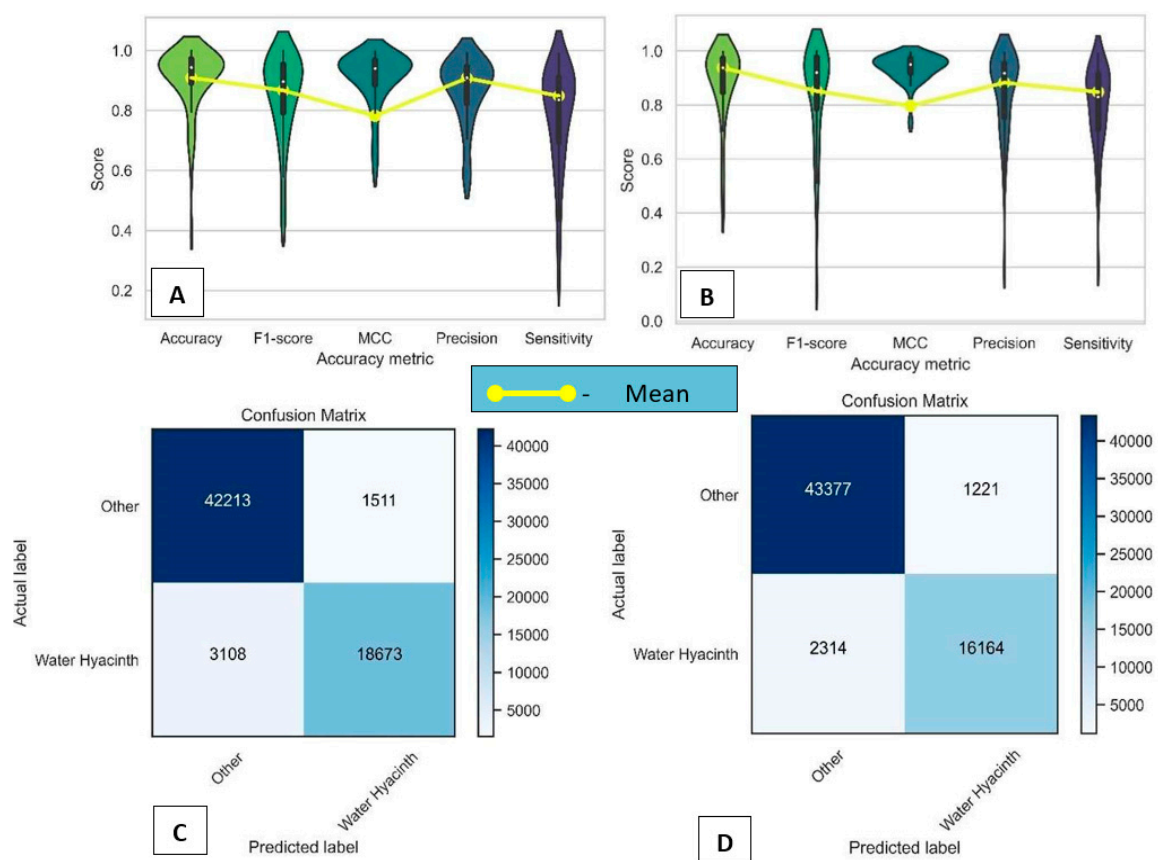 1.0
0.8
0.6
0.4
0.2
Score
A
Accuracy F1-score MCC Precision Sensitivity
Accuracy metric
1.0
0.8
0.6
0.4
0.2
0.0
Score
B
Accuracy F1-score MCC Precision Sensitivity
Accuracy metric
- Mean
Confusion Matrix
Actual label
Other
42213 1511
Water Hyacinth
3108 18673
40000
35000
30000
25000
20000
15000
10000
5000
Other
Water Hyacinth
C
Predicted label
Confusion Matrix
Actual label
Other
43377 1221
Water Hyacinth
2314 16164
40000
35000
30000
25000
20000
15000
10000
5000
Other
Water Hyacinth
D
Predicted label